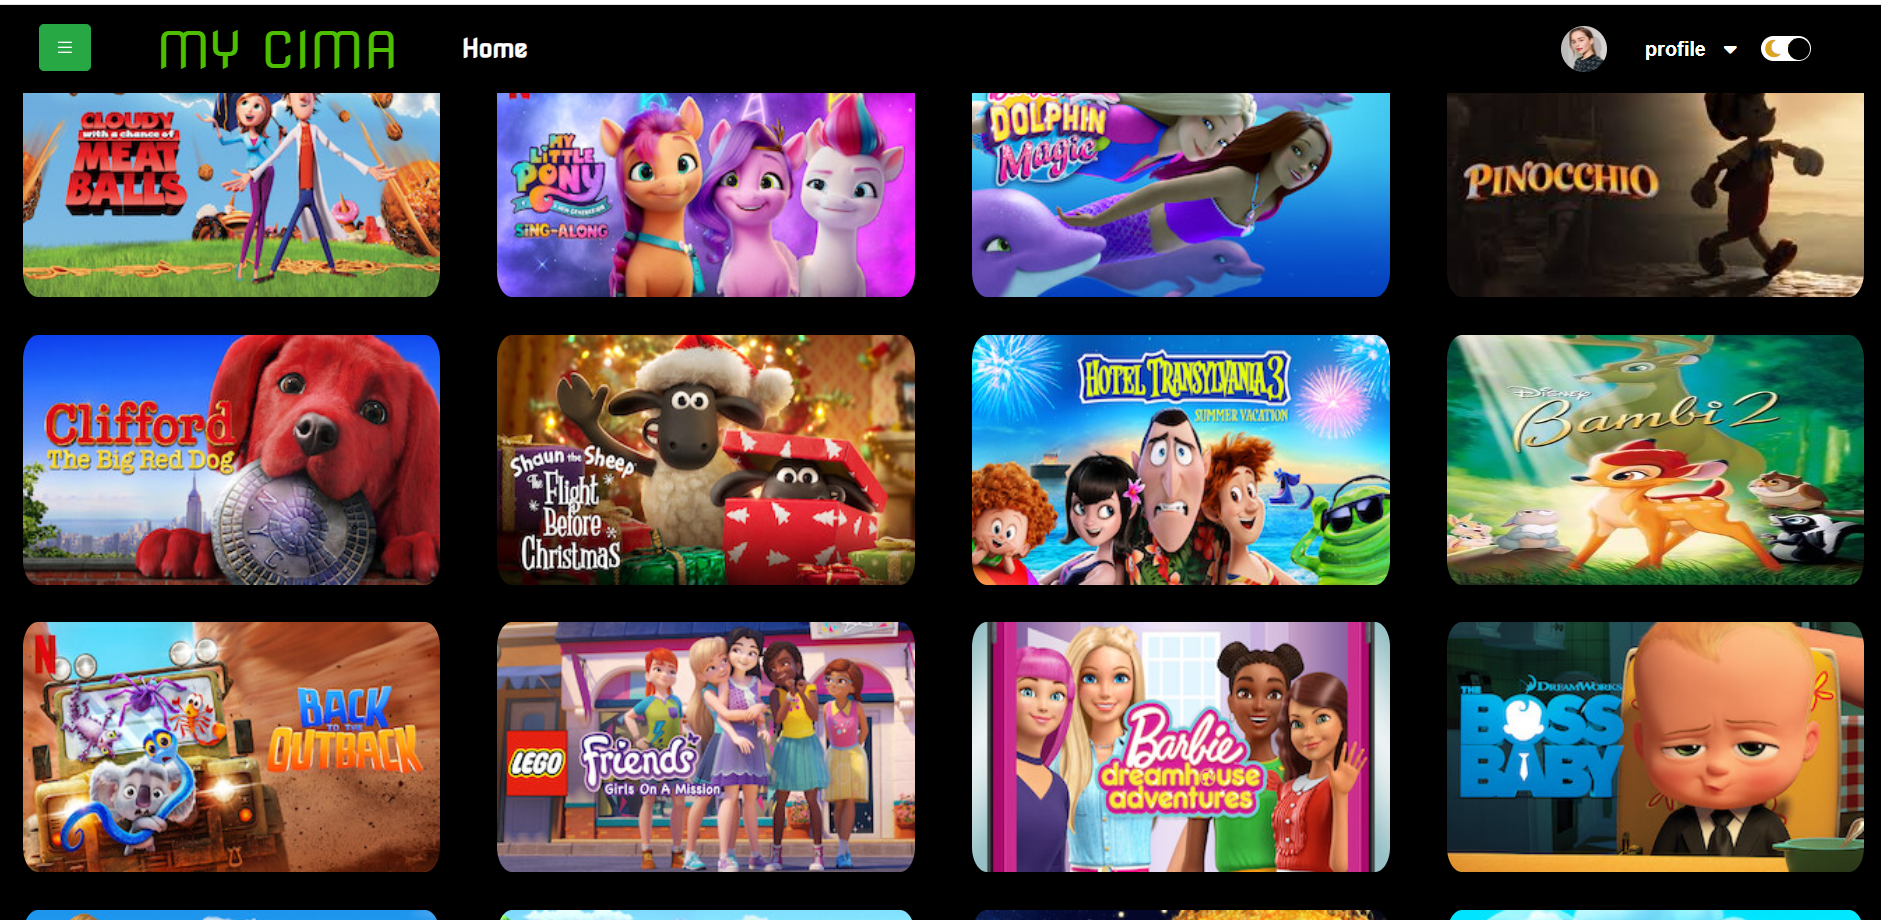 MY CIMA
Home
profile
CLOUDY
with a chance of
MEAT
BALLS
MY
LITTLE
PONY
A NEW GENERATION
SING-ALONG
DOLPHIN
Magic
PINOCCHIO
Clifford
The Big Red Dog
Shaun the Sheep
The Flight
Before
Christmas
HOTEL TRANSYLVANIA 3
SUMMER VACATION
DISNEY
Bambi 2
N
BACK
TO THE
OUTBACK
LEGO
Friends
Girls On A Mission
Barbie
dreamhouse
adventures
DREAMWORKS
THE
BOSS
BABY